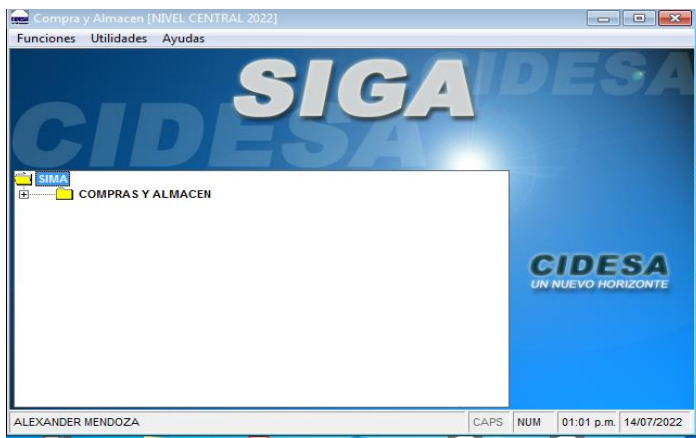 Compra y Almacen [NIVEL CENTRAL 2022]
Funciones Utilidades Ayudas
SIGA
CIDESA
CIDESA
SIMA
COMPRAS Y ALMACEN
CIDESA
UN NUEVO HORIZONTE
ALEXANDER MENDOZA CAPS NUM 01:01 p.m. 14/07/2022